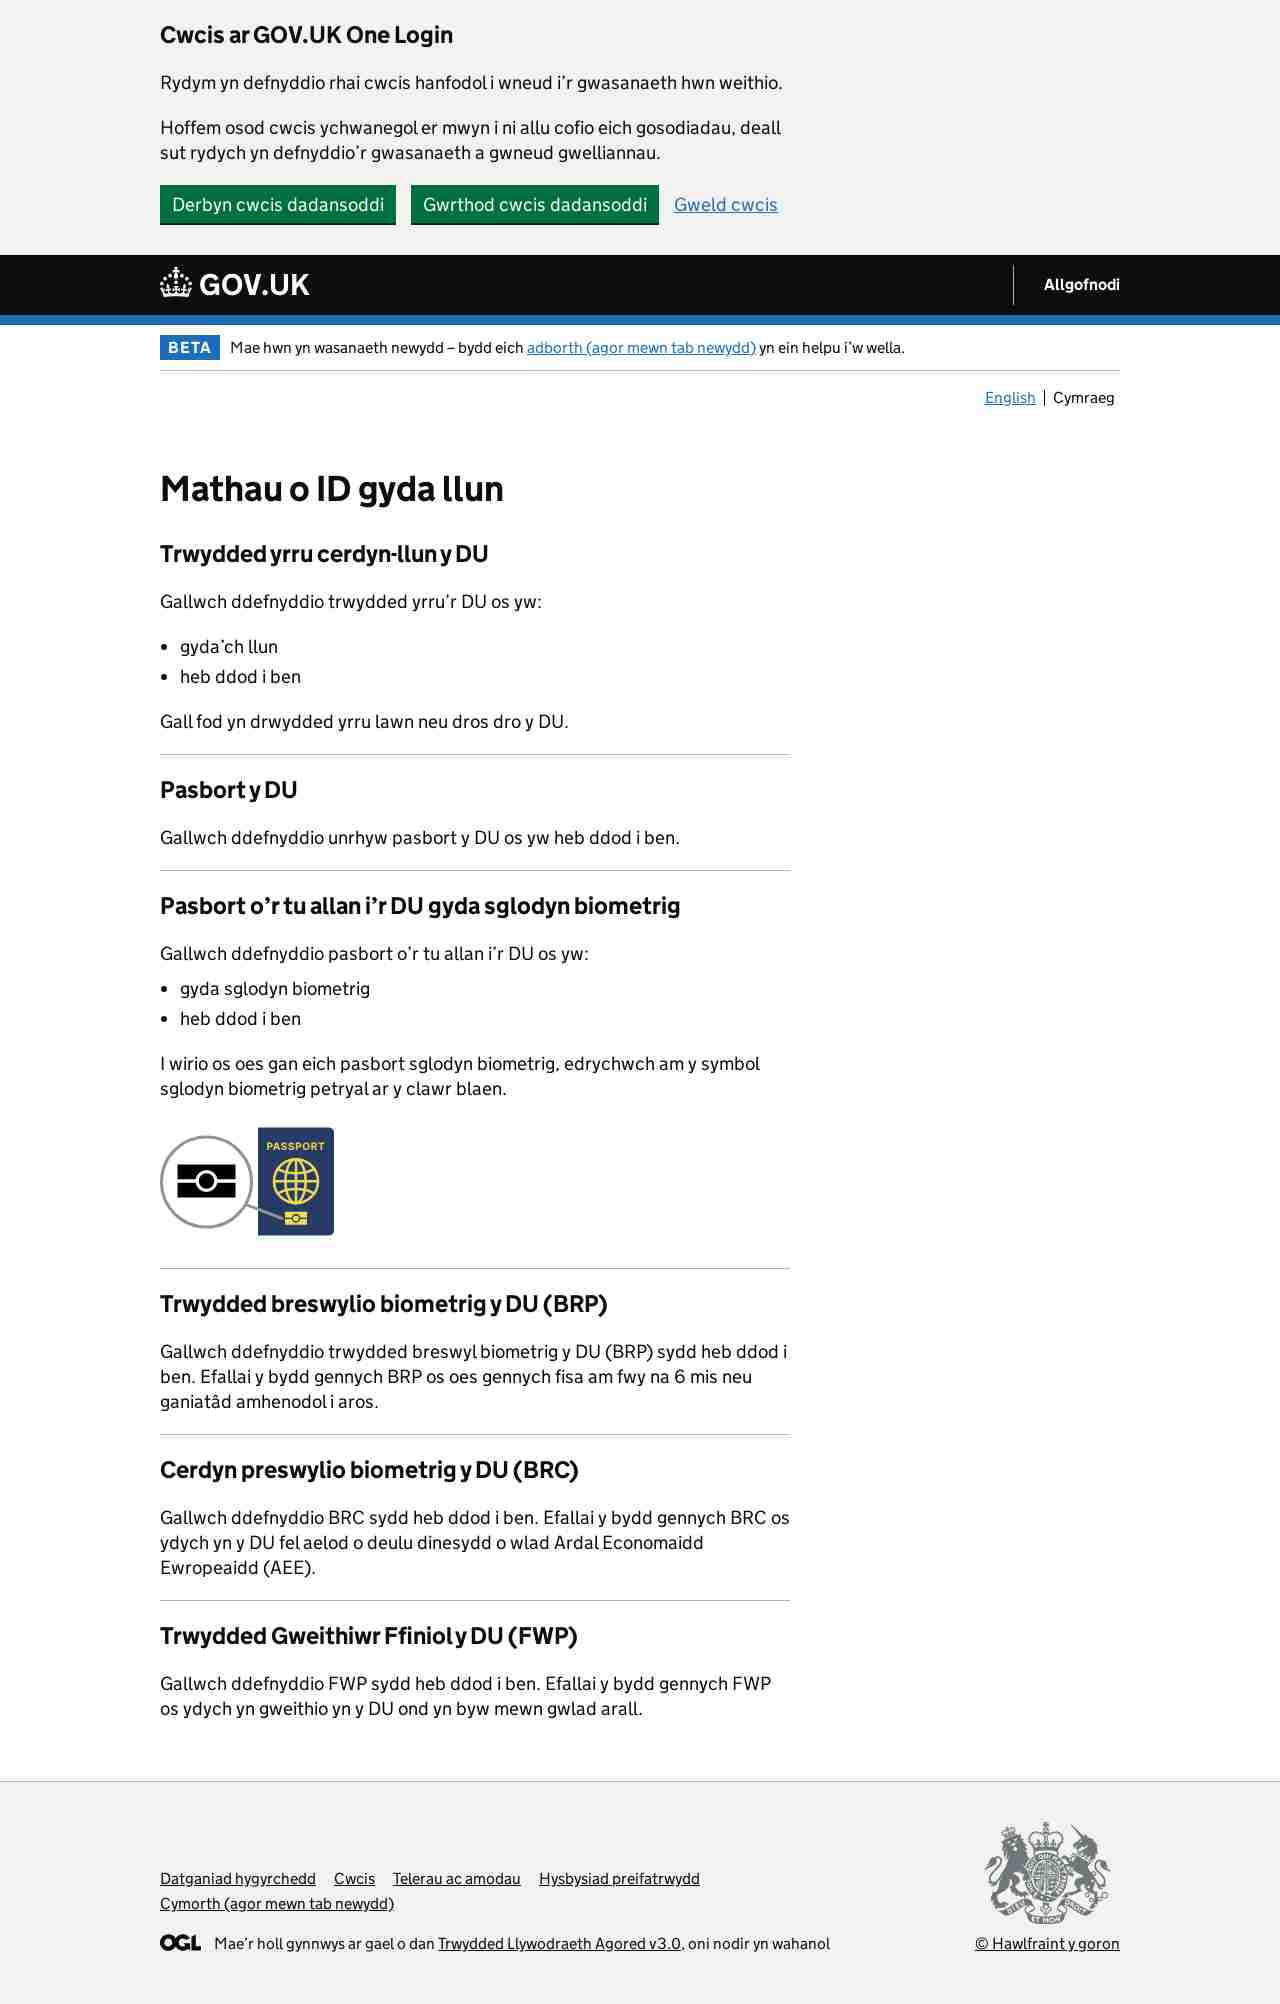 Cwcis ar GOV.UK One Login
Rydym yn defnyddio rhai cwcis hanfodol i wneud i’r gwasanaeth hwn weithio.
Hoffem osod cwcis ychwanegol er mwyn i ni allu cofio eich gosodiadau, deall
sut rydych yn defnyddio’r gwasanaeth a gwneud gwelliannau.
Derbyn cwcis dadansoddi Gwrthod cwcis dadansoddi Gweld cwcis
GOV.UK Allgofnodi
BETA Mae hwn yn wasanaeth newydd – bydd eich adborth (agor mewn tab newydd) yn ein helpu i’w wella.
English Cymraeg
Mathau o ID gyda llun
Trwydded yrru cerdyn-llun y DU
Gallwch ddefnyddio trwydded yrru’r DU os yw:
• gyda’ch llun
• heb ddod i ben
Gall fod yn drwydded yrru lawn neu dros dro y DU.
Pasbort y DU
Gallwch ddefnyddio unrhyw pasbort y DU os yw heb ddod i ben.
Pasbort o’r tu allan i’r DU gyda sglodyn biometrig
Gallwch ddefnyddio pasbort o’r tu allan i’r DU os yw:
• gyda sglodyn biometrig
• heb ddod i ben
I wirio os oes gan eich pasbort sglodyn biometrig, edrychwch am y symbol
sglodyn biometrig petryal ar y clawr blaen.
PASSPORT
Trwydded breswylio biometrig y DU (BRP)
Gallwch ddefnyddio trwydded breswyl biometrig y DU (BRP) sydd heb ddod i
ben. Efallai y bydd gennych BRP os oes gennych fisa am fwy na 6 mis neu
ganiatâd amhenodol i aros.
Cerdyn preswylio biometrig y DU (BRC)
Gallwch ddefnyddio BRC sydd heb ddod i ben. Efallai y bydd gennych BRC os
ydych yn y DU fel aelod o deulu dinesydd o wlad Ardal Economaidd
Ewropeaidd (AEE).
Trwydded Gweithiwr Ffiniol y DU (FWP)
Gallwch ddefnyddio FWP sydd heb ddod i ben. Efallai y bydd gennych FWP
os ydych yn gweithio yn y DU ond yn byw mewn gwlad arall.
Datganiad hygyrchedd Cwcis Telerau ac amodau Hysbysiad preifatrwydd
Cymorth (agor mewn tab newydd)
OGL Mae’r holl gynnwys ar gael o dan Trwydded Llywodraeth Agored v3.0, oni nodir yn wahanol
© Hawlfraint y goron